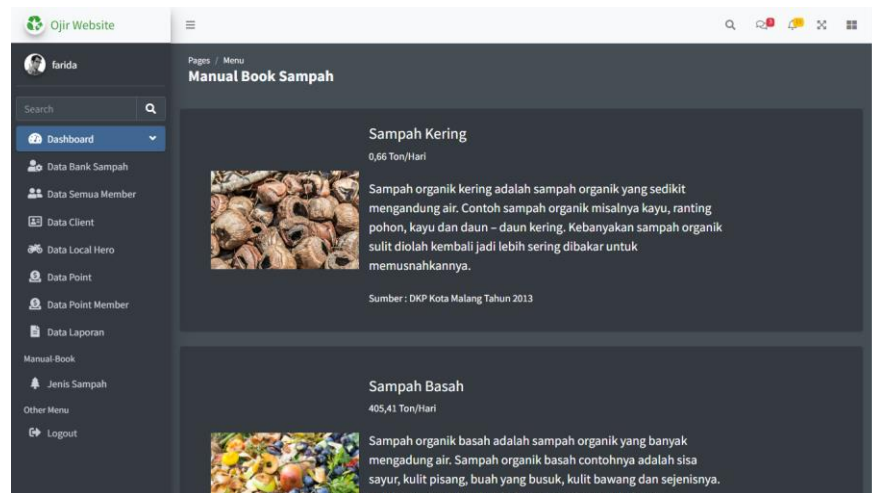 Ojir Website
farida
Search
Dashboard
Data Bank Sampah
Data Semua Member
Data Client
Data Local Hero
Data Point
Data Point Member
Data Laporan
Manual-Book
Jenis Sampah
Other Menu
Logout
Pages / Menu
Manual Book Sampah
Sampah Kering
0,66 Ton/Hari
Sampah organik kering adalah sampah organik yang sedikit
mengandung air. Contoh sampah organik misalnya kayu, ranting
pohon, kayu dan daun – daun kering. Kebanyakan sampah organik
sulit diolah kembali jadi lebih sering dibakar untuk
memusnahkannya.
Sumber : DKP Kota Malang Tahun 2013
Sampah Basah
405,41 Ton/Hari
Sampah organik basah adalah sampah organik yang banyak
mengadung air. Sampah organik basah contohnya adalah sisa
sayur, kulit pisang, buah yang busuk, kulit bawang dan sejenisnya.